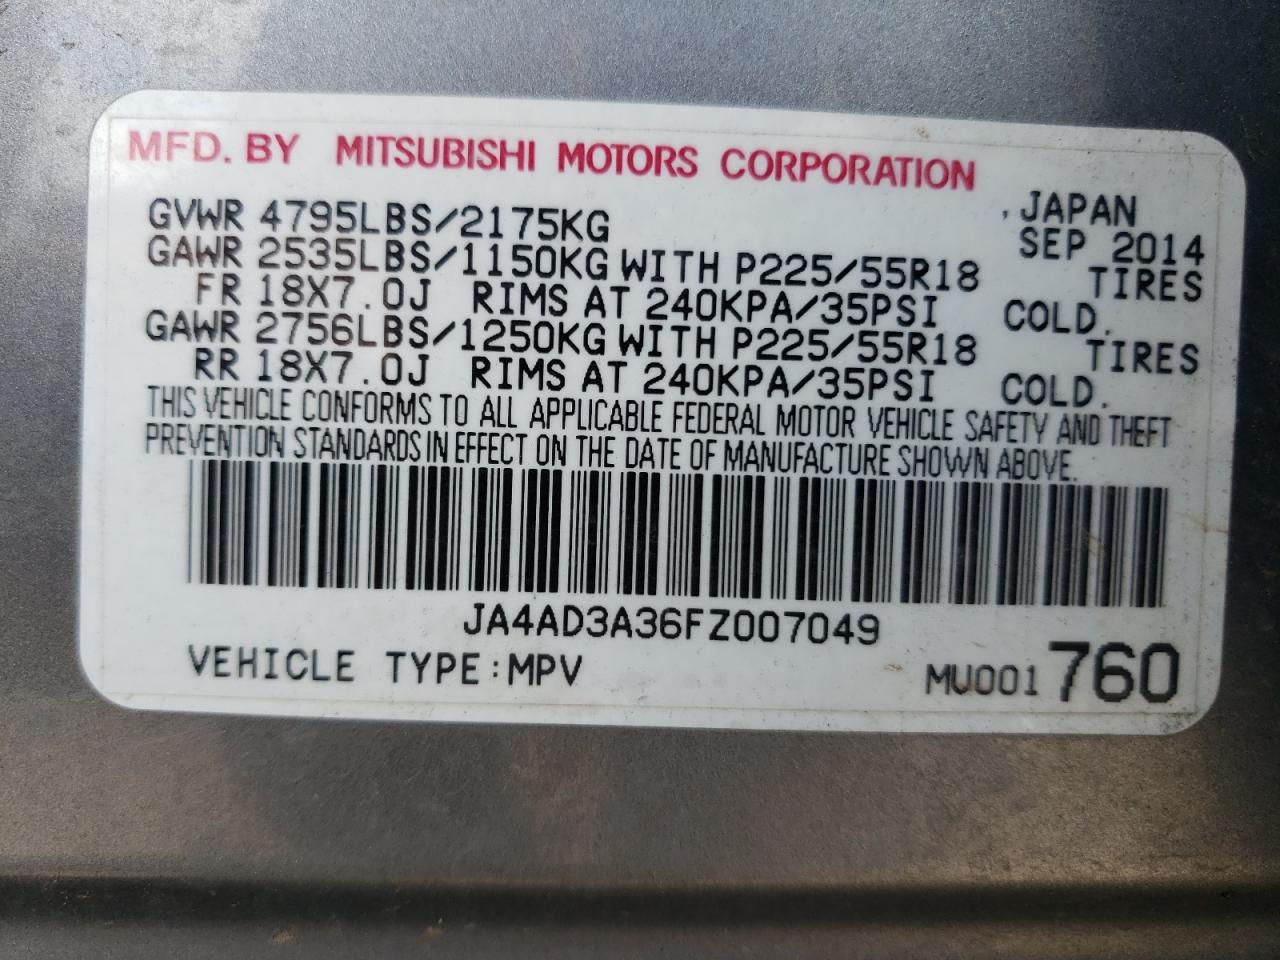 MFD. BY MITSUBISHI MOTORS CORPORATION
GVWR 4795LBS/2175KG , JAPAN
GAWR 2535LBS/1150KG WITH P225/55R18 SEP 2014 TIRES
FR 18X7.0J RIMS AT 240KPA/35PSI COLD.
GAWR 2756LBS/1250KG WITH P225/55R18 TIRES
RR 18X7.0J RIMS AT 240KPA/35PSI COLD.
THIS VEHICLE CONFORMS TO ALL APPLICABLE FEDERAL MOTOR VEHICLE SAFETY AND THEFT
PREVENTION STANDARDS IN EFFECT ON THE DATE OF MANUFACTURE SHOWN ABOVE.
JA4AD3A36FZ007049
VEHICLE TYPE:MPV MU001 760